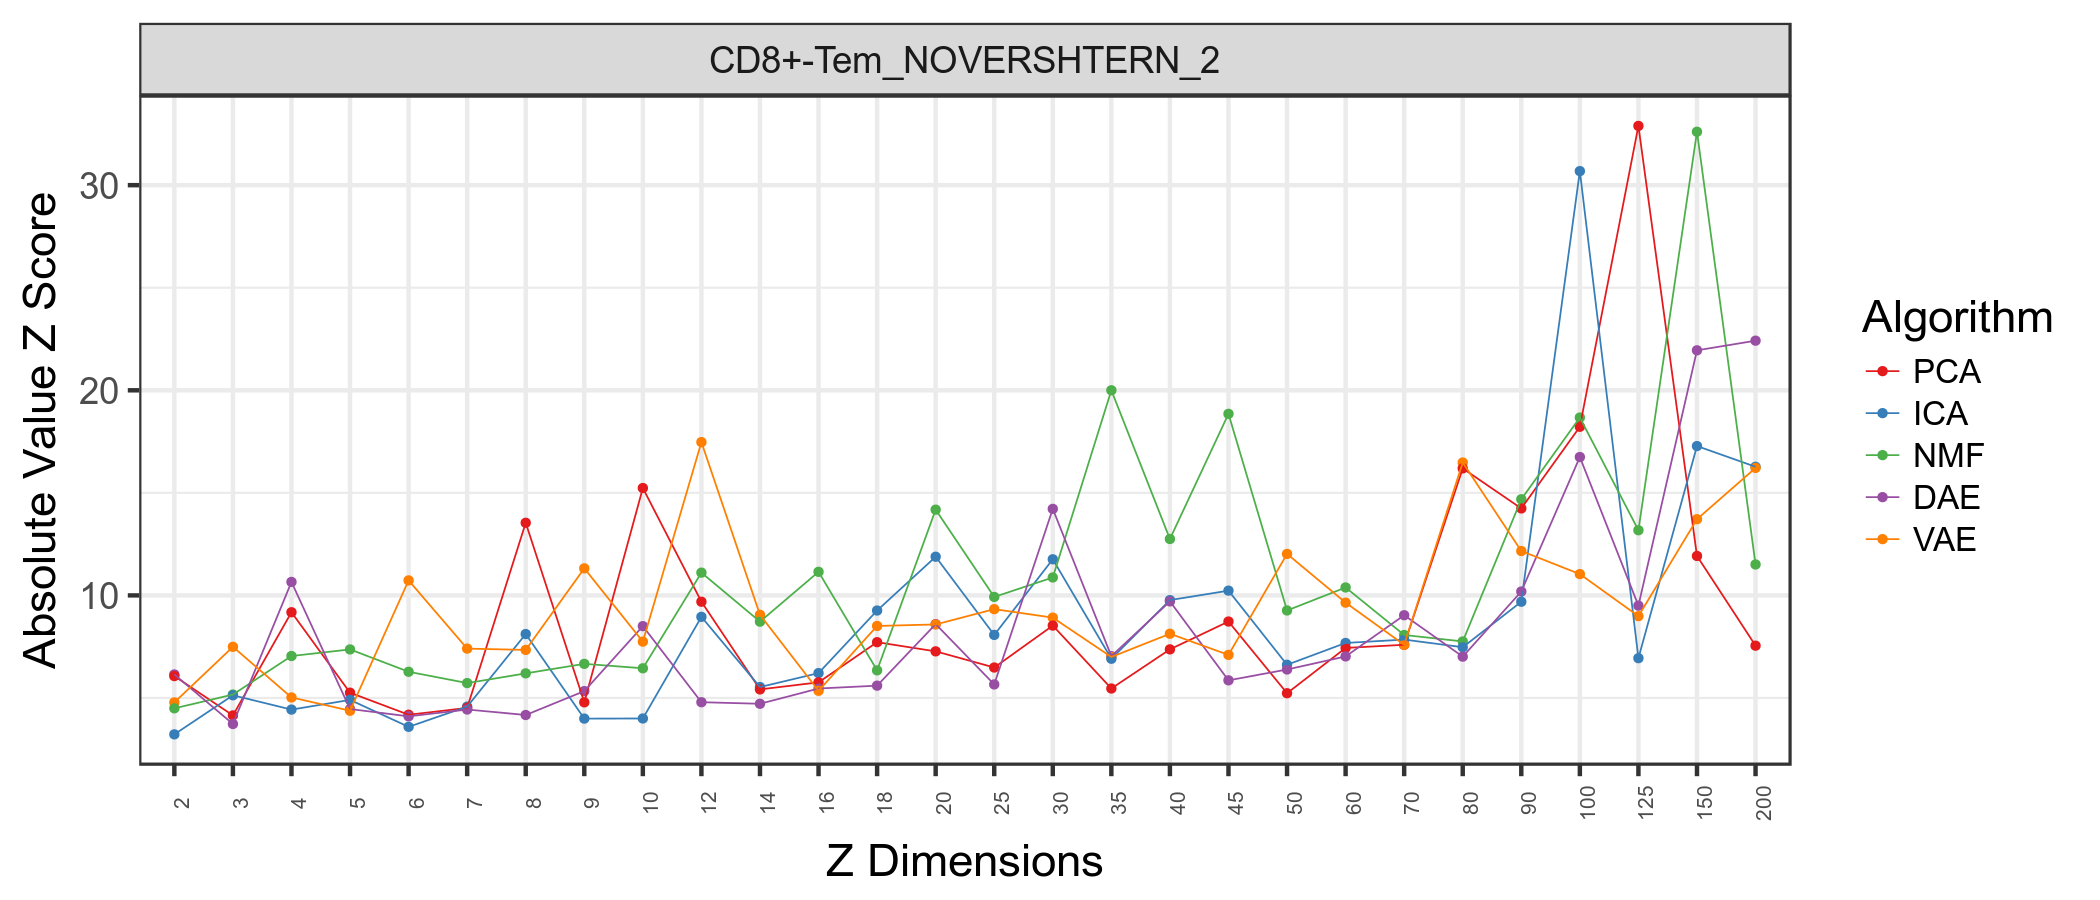 CD8+-Tem_NOVERSHTERN_2
Absolute Value Z Score
30
20
10
2 3 4 5 6 7 8 9 10 12 14 16 18 20 25 30 35 40 45 50 60 70 80 90 100 125 150 200
Z Dimensions
Algorithm
PCA
ICA
NMF
DAE
VAE